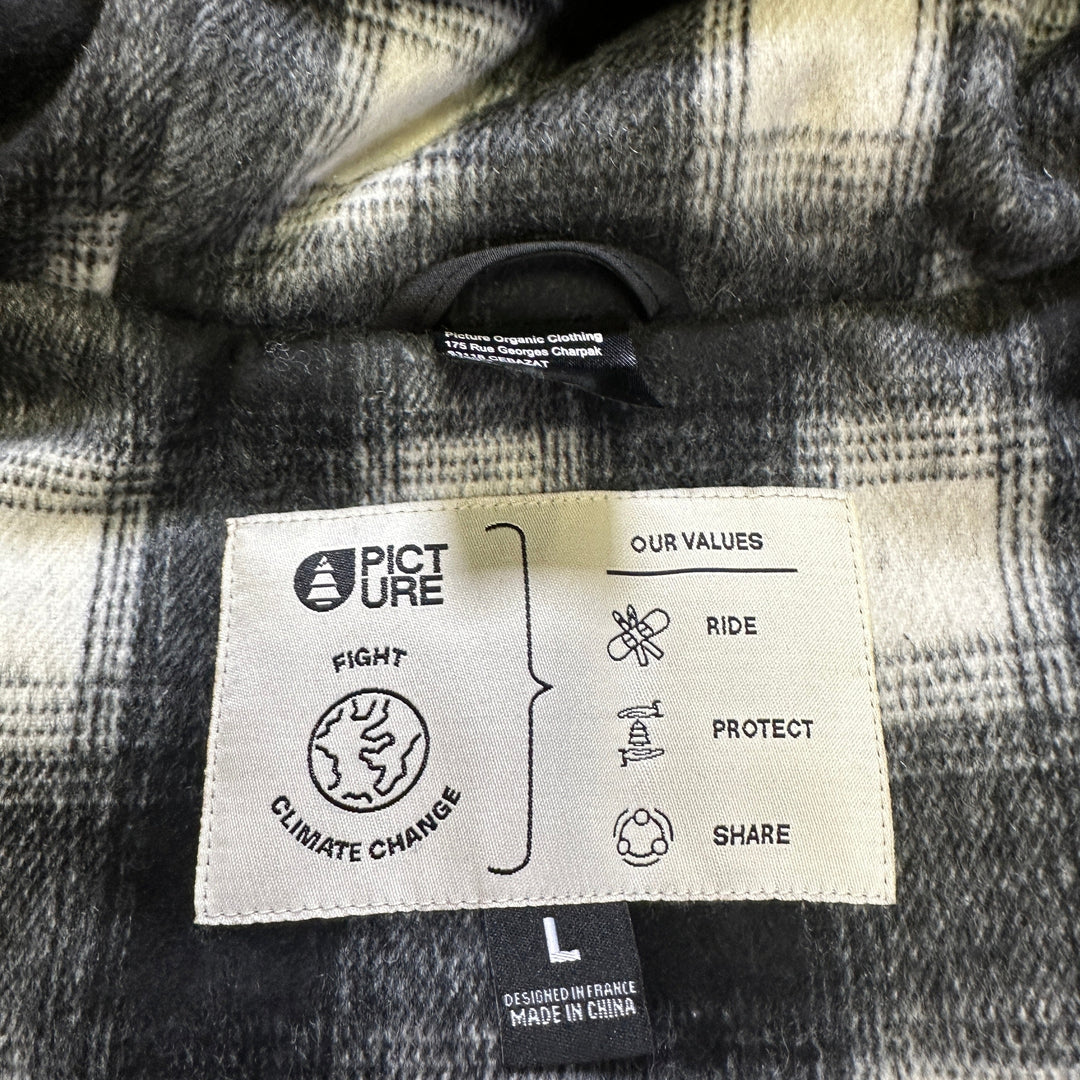 Picture Organic Clothing
175 Rue Georges Charpak
CEBAZAT
PICT
URE
FIGHT
CLIMATE CHANGE
OUR VALUES
RIDE
PROTECT
SHARE
L
DESIGNED IN FRANCE
MADE IN CHINA